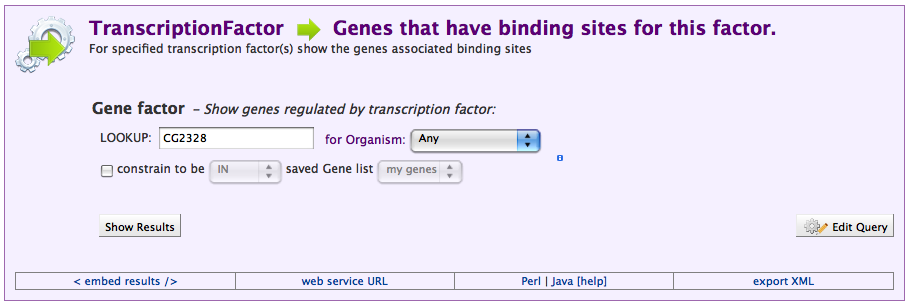 TranscriptionFactor Genes that have binding sites for this factor.
For specified transcription factor(s) show the genes associated binding sites
Gene factor – Show genes regulated by transcription factor:
LOOKUP: CG2328 for Organism: Any
constrain to be IN saved Gene list my genes
Show Results Edit Query
< embed results /> web service URL Perl | Java [help] export XML